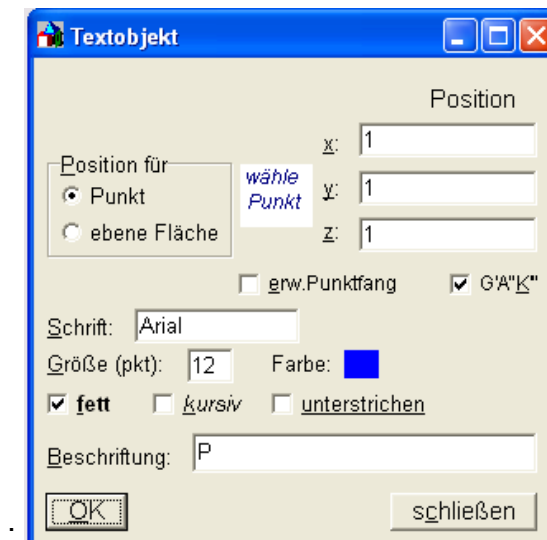 Textobjekt
Position
x: 1
Position für
wähle
Punkt
Punkt
y: 1
ebene Fläche
z: 1
erw.Punktfang
G'A"K'''
Schrift: Arial
Größe (pkt): 12 Farbe:
fett kursiv unterstrichen
Beschriftung: P
OK schließen
.